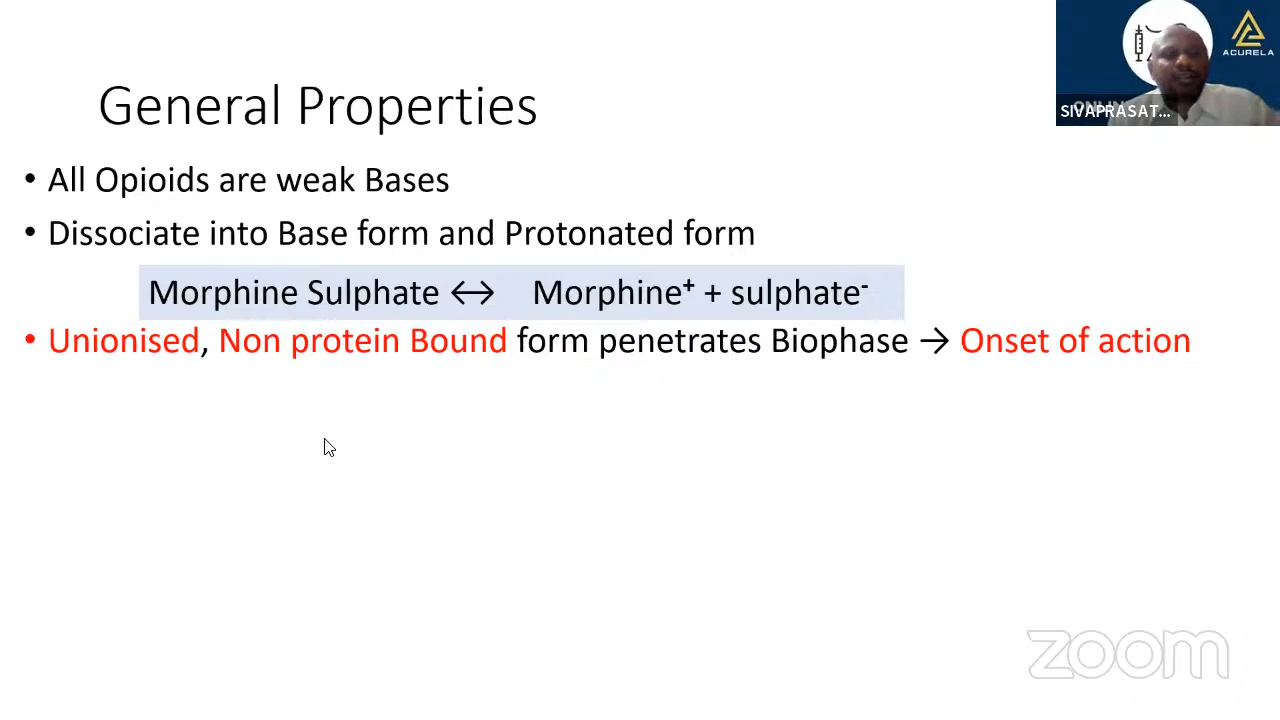 General Properties
• All Opioids are weak Bases
• Dissociate into Base form and Protonated form
Morphine Sulphate ↔ Morphine⁺ + sulphate⁻
• Unionised, Non protein Bound form penetrates Biophase → Onset of action
ACURELA
SIVAPRASAT...
zoom